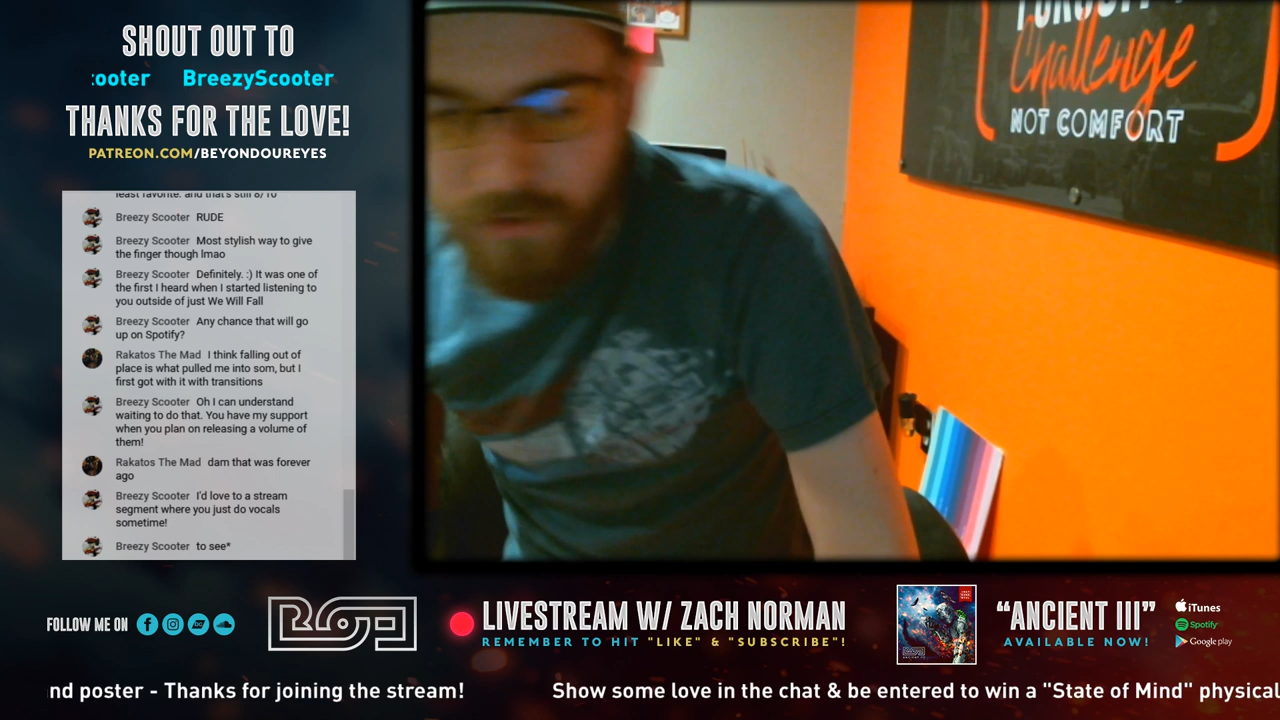 SHOUT OUT TO
:ooter BreezyScooter
THANKS FOR THE LOVE!
PATREON.COM/BEYONDOUREYES
least favorite. and that's still 8/10
Breezy Scooter RUDE
Breezy Scooter Most stylish way to give
the finger though lmao
Breezy Scooter Definitely. :) It was one of
the first I heard when I started listening to
you outside of just We Will Fall
Breezy Scooter Any chance that will go
up on Spotify?
Rakatos The Mad I think falling out of
place is what pulled me into som, but I
first got with it with transitions
Breezy Scooter Oh I can understand
waiting to do that. You have my support
when you plan on releasing a volume of
them!
Rakatos The Mad dam that was forever
ago
Breezy Scooter I'd love to a stream
segment where you just do vocals
sometime!
Breezy Scooter to see*
Challenge
NOT COMFORT
FOLLOW ME ON
LIVESTREAM W/ ZACH NORMAN
REMEMBER TO HIT "LIKE" & "SUBSCRIBE"!
"ANCIENT III"
AVAILABLE NOW!
iTunes
Spotify
Google play
nd poster - Thanks for joining the stream! Show some love in the chat & be entered to win a "State of Mind" physical